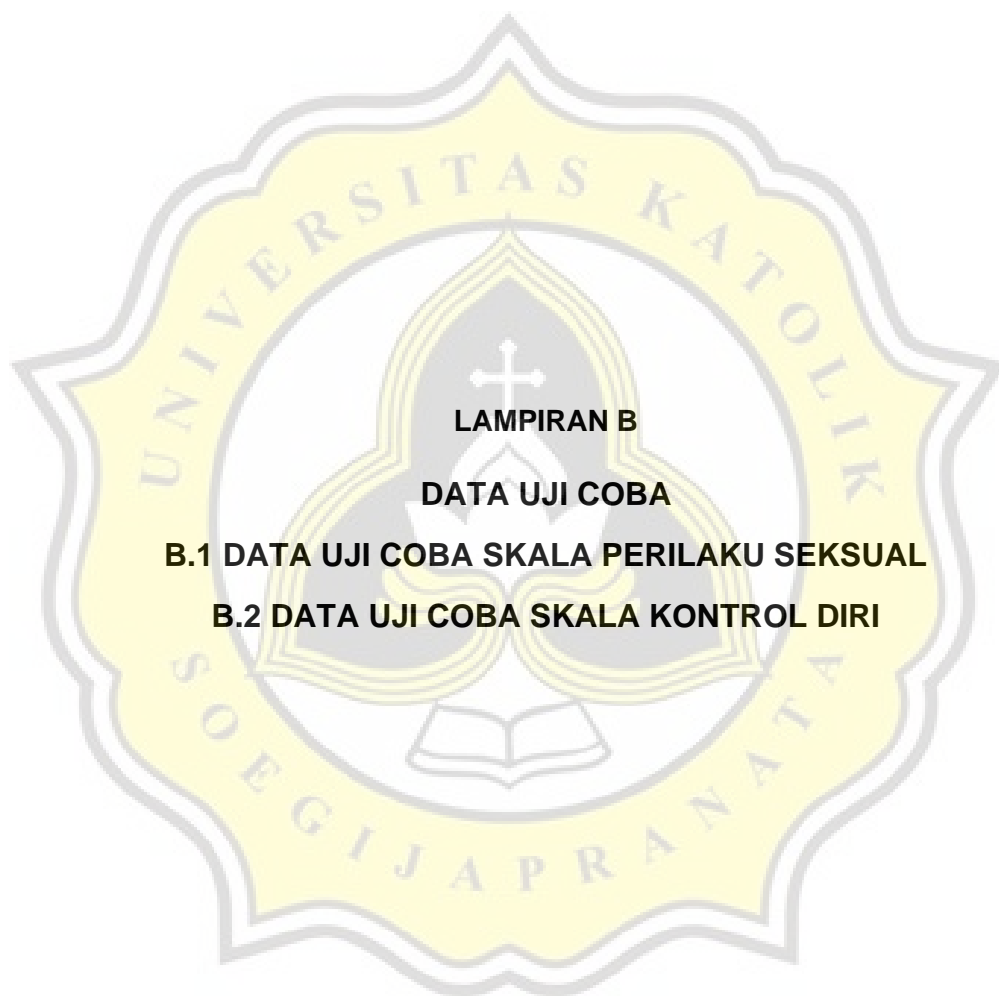 UNIVERSITAS KATOLIK
LAMPIRAN B
DATA UJI COBA
B.1 DATA UJI COBA SKALA PERILAKU SEKSUAL
B.2 DATA UJI COBA SKALA KONTROL DIRI
SOEGIJAPRANATA